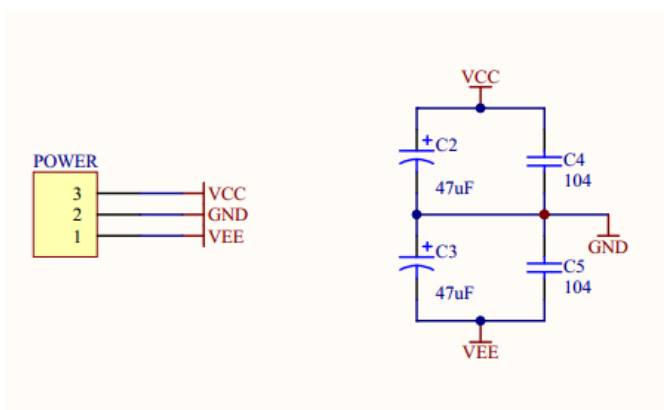 POWER
3 VCC
2 GND
1 VEE
VCC
+ C2
47uF
C4
104
GND
+ C3
47uF
C5
104
VEE